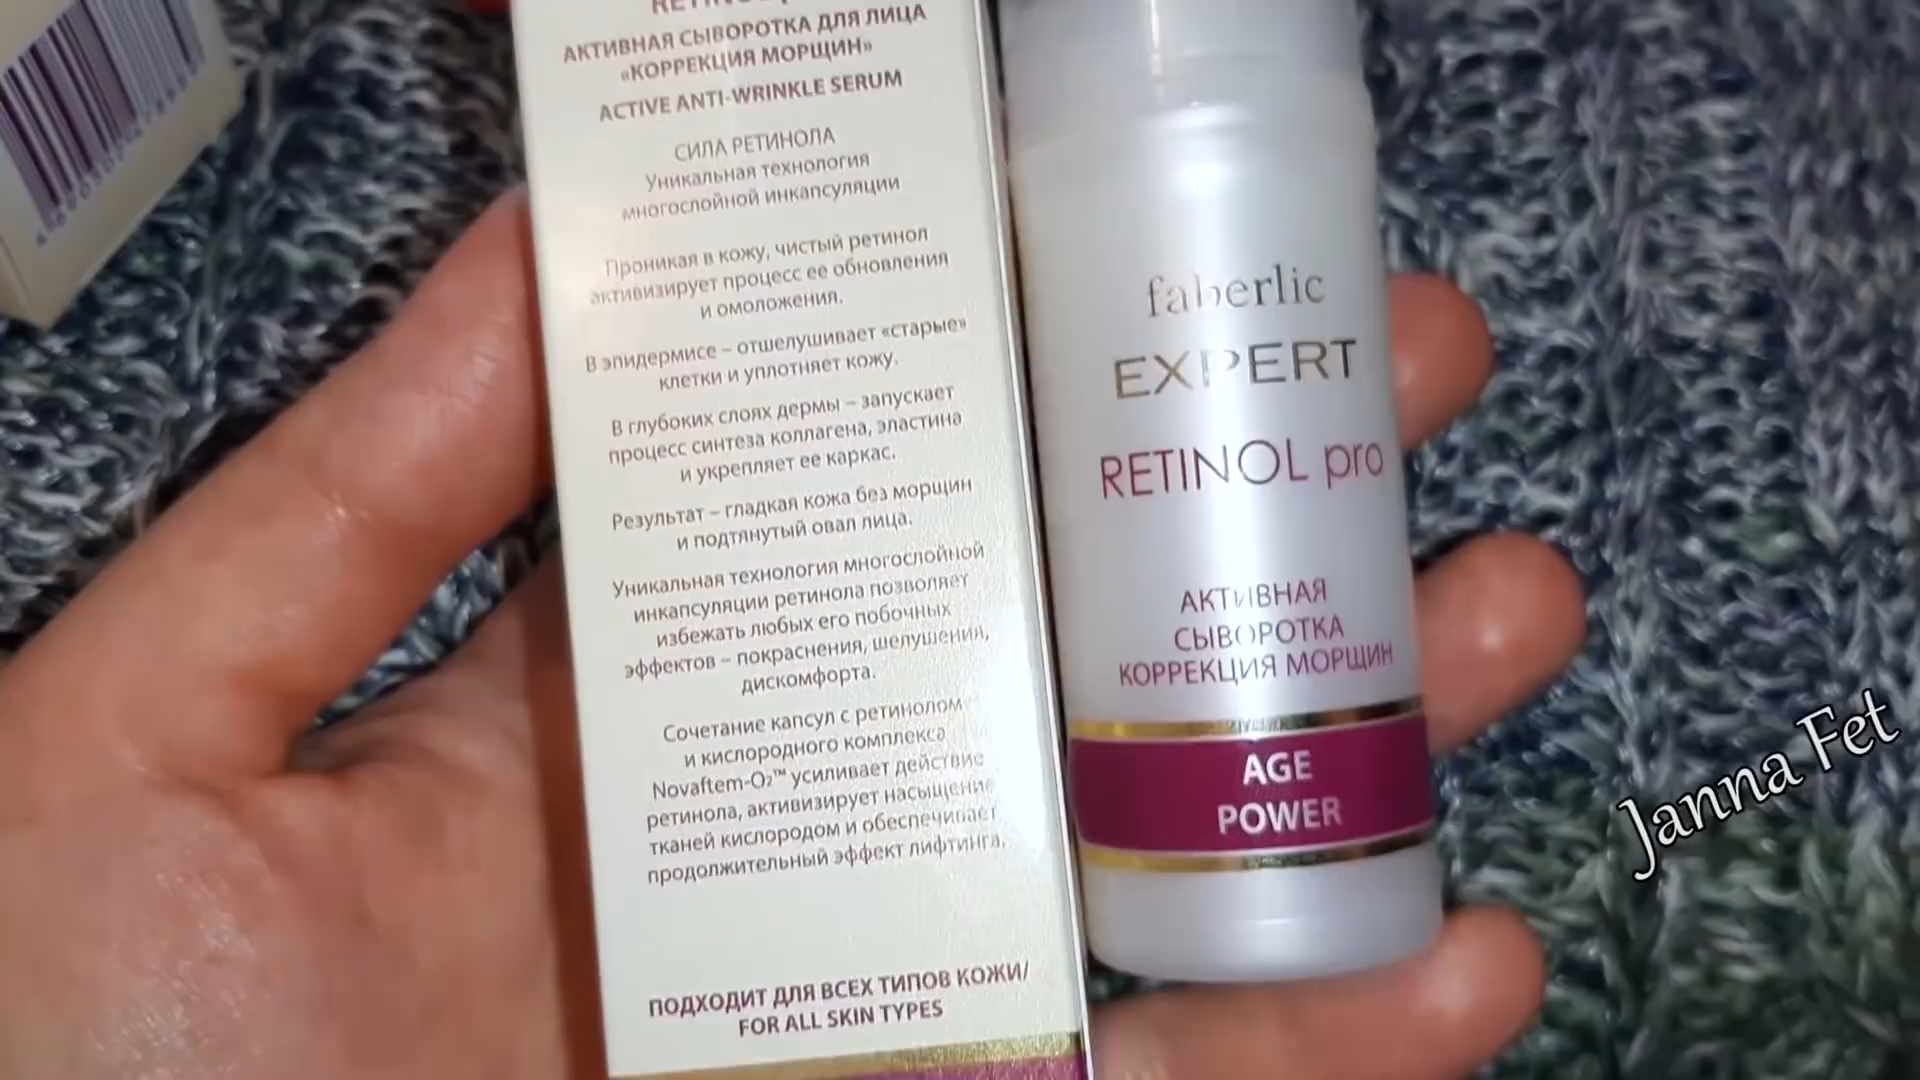 АКТИВНАЯ СЫВОРОТКА ДЛЯ ЛИЦА
«КОРРЕКЦИЯ МОРЩИН»
ACTIVE ANTI-WRINKLE SERUM
СИЛА РЕТИНОЛА
Уникальная технология
многослойной инкапсуляции
Проникая в кожу, чистый ретинол
активизирует процесс ее обновления
и омоложения.
В эпидермисе – отшелушивает «старые»
клетки и уплотняет кожу.
В глубоких слоях дермы – запускает
процесс синтеза коллагена, эластина
и укрепляет ее каркас.
Результат – гладкая кожа без морщин
и подтянутый овал лица.
Уникальная технология многослойной
инкапсуляции ретинола позволяет
избежать любых его побочных
эффектов – покраснения, шелушения,
дискомфорта.
Сочетание капсул с ретинолом
и кислородного комплекса
Novaftem-O₂™ усиливает действие
ретинола, активизирует насыщение
тканей кислородом и обеспечивает
продолжительный эффект лифтинга.
ПОДХОДИТ ДЛЯ ВСЕХ ТИПОВ КОЖИ/
FOR ALL SKIN TYPES
faberlic
EXPERT
RETINOL pro
АКТИВНАЯ
СЫВОРОТКА
КОРРЕКЦИЯ МОРЩИН
AGE
POWER
Janna Fet